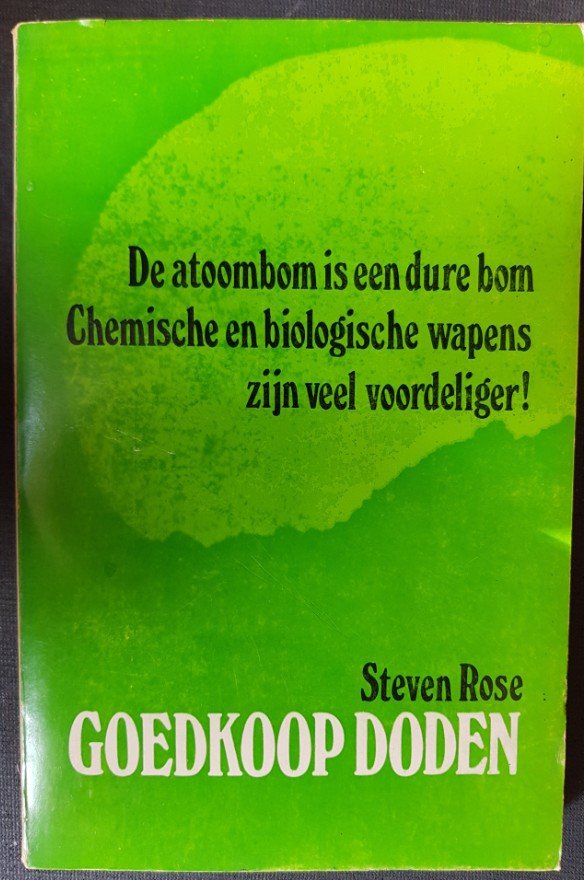 De atoombom is een dure bom
Chemische en biologische wapens
zijn veel voordeliger!
Steven Rose
GOEDKOOP DODEN